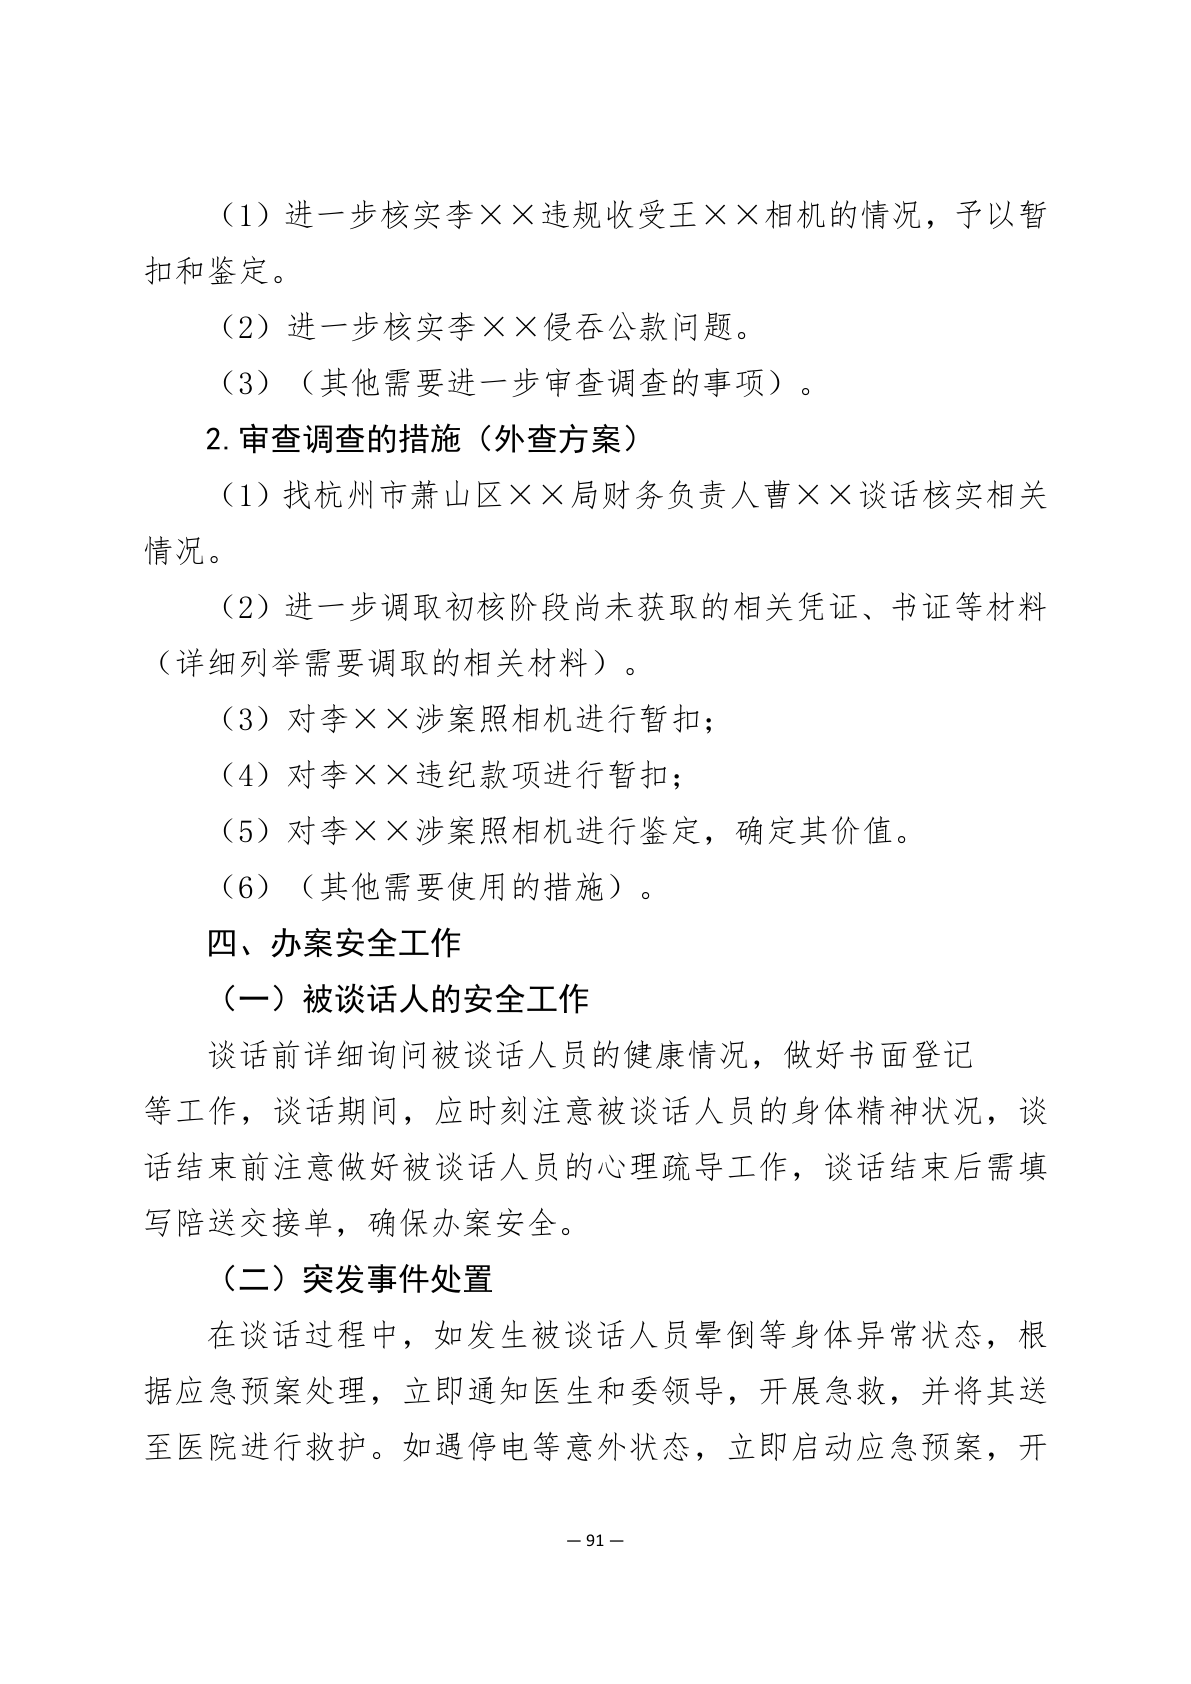 （1）进一步核实李××违规收受王××相机的情况，予以暂
扣和鉴定。
（2）进一步核实李××侵吞公款问题。
（3）（其他需要进一步审查调查的事项）。
2.审查调查的措施（外查方案）
（1）找杭州市萧山区××局财务负责人曹××谈话核实相关
情况。
（2）进一步调取初核阶段尚未获取的相关凭证、书证等材料
（详细列举需要调取的相关材料）。
（3）对李××涉案照相机进行暂扣；
（4）对李××违纪款项进行暂扣；
（5）对李××涉案照相机进行鉴定，确定其价值。
（6）（其他需要使用的措施）。
四、办案安全工作
（一）被谈话人的安全工作
谈话前详细询问被谈话人员的健康情况，做好书面登记
等工作，谈话期间，应时刻注意被谈话人员的身体精神状况，谈
话结束前注意做好被谈话人员的心理疏导工作，谈话结束后需填
写陪送交接单，确保办案安全。
（二）突发事件处置
在谈话过程中，如发生被谈话人员晕倒等身体异常状态，根
据应急预案处理，立即通知医生和委领导，开展急救，并将其送
至医院进行救护。如遇停电等意外状态，立即启动应急预案，开
— 91 —